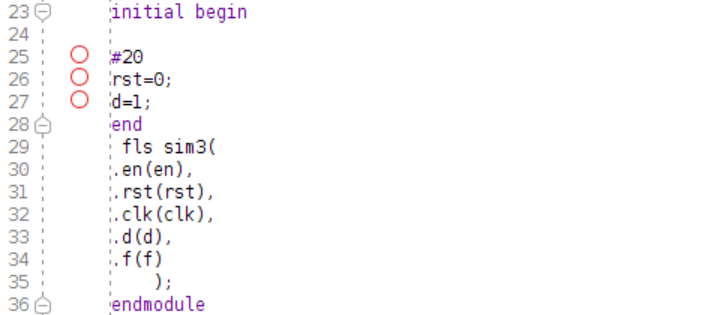 23 initial begin
24
25 #20
26 rst=0;
27 d=1;
28 end
29 fls sim3(
30 .en(en),
31 .rst(rst),
32 .clk(clk),
33 .d(d),
34 .f(f)
35 );
36 endmodule